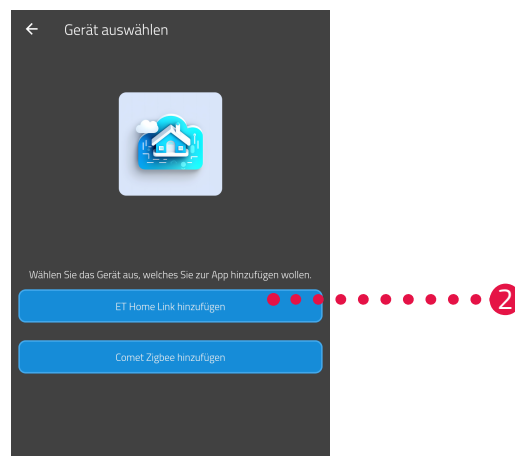 Gerät auswählen
Wählen Sie das Gerät aus, welches Sie zur App hinzufügen wollen.
ET Home Link hinzufügen
2
Comet Zigbee hinzufügen